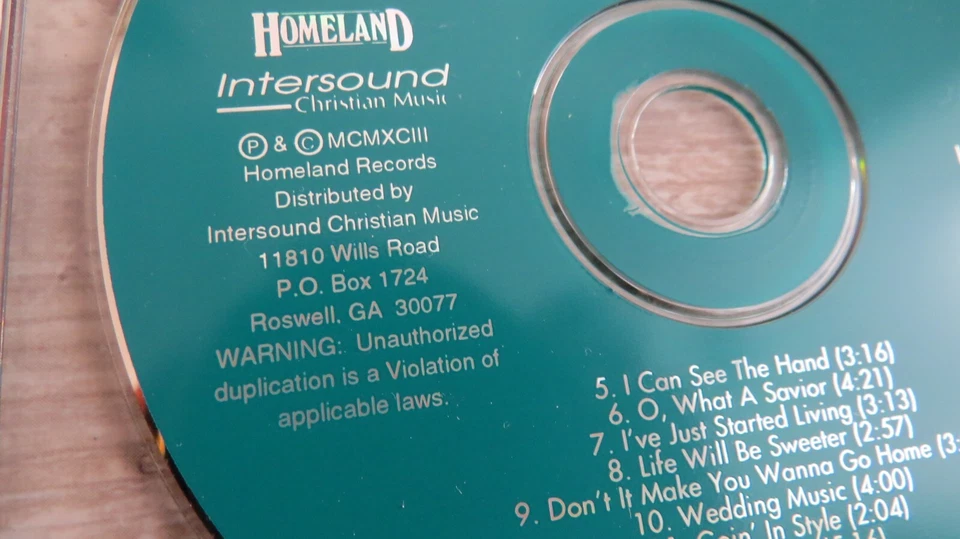 HOMELAND
Intersound
Christian Music
Ⓟ & © MCMXCIII
Homeland Records
Distributed by
Intersound Christian Music
11810 Wills Road
P.O. Box 1724
Roswell, GA 30077
WARNING: Unauthorized
duplication is a Violation of
applicable laws.
5. I Can See The Hand (3:16)
6. O, What A Savior (4:21)
7. I've Just Started Living (3:13)
8. Life Will Be Sweeter (2:57)
9. Don't It Make You Wanna Go Home (3:
10. Wedding Music (4:00)
Goin' In Style (2:04)